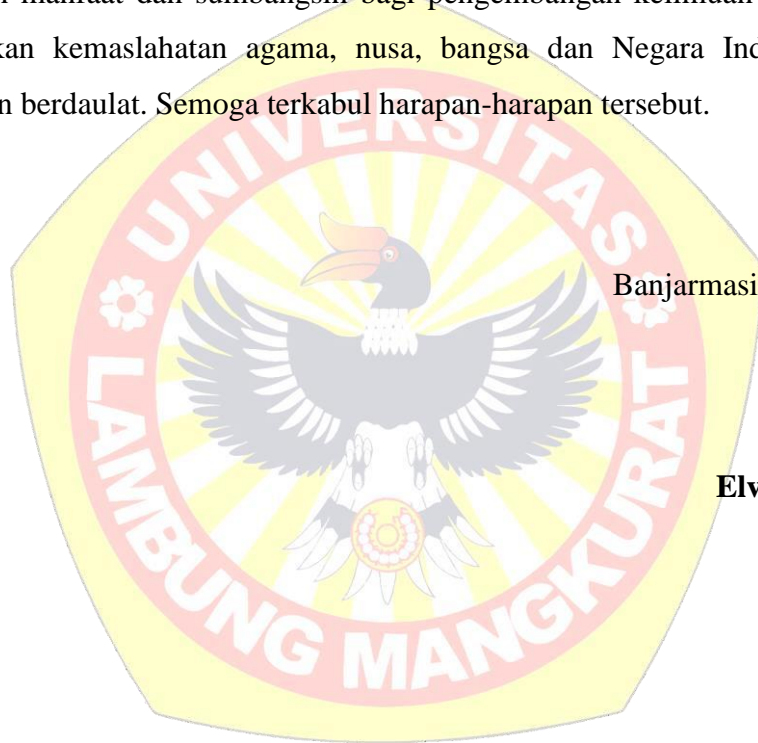 manfaat dan sumbangsih bagi pengembangan keilmuan
kan kemaslahatan agama, nusa, bangsa dan Negara Ind
n berdaulat. Semoga terkabul harapan-harapan tersebut.
UNIVERSITAS
Banjarmasi
LAMBUNG MANGKURAT
Elv